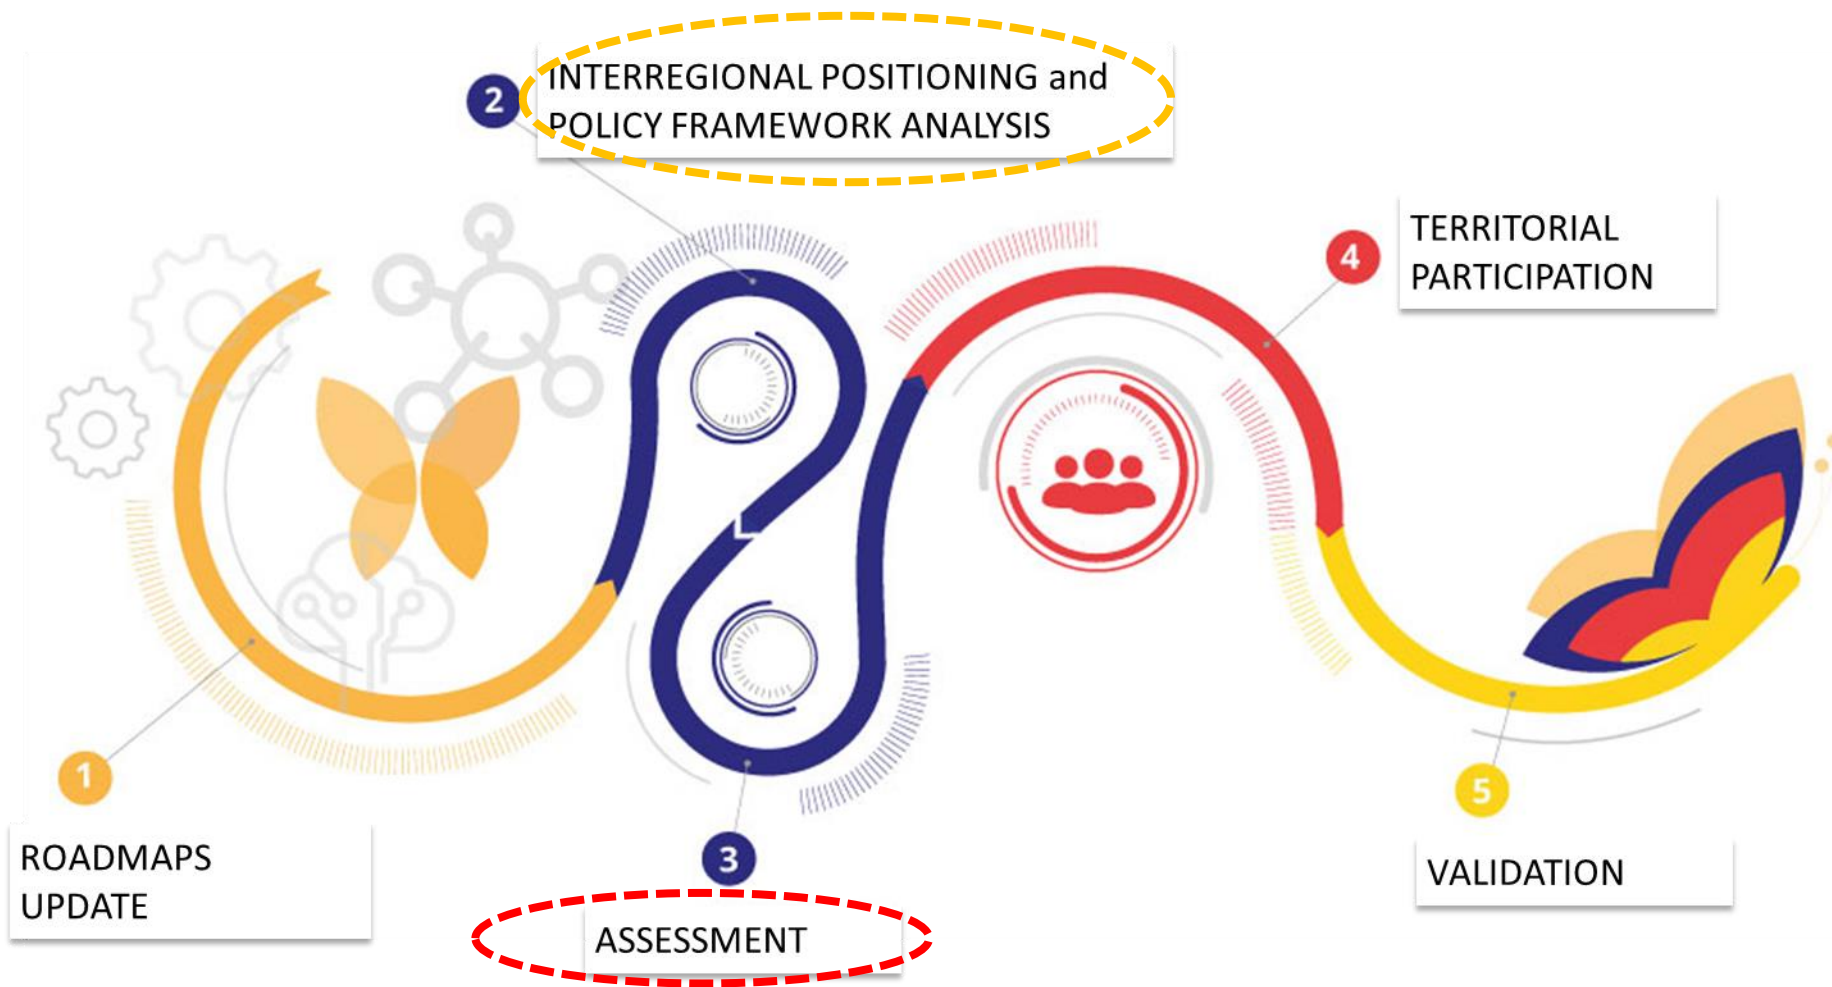 2
INTERREGIONAL POSITIONING and
POLICY FRAMEWORK ANALYSIS
4
TERRITORIAL
PARTICIPATION
1
ROADMAPS
UPDATE
3
ASSESSMENT
5
VALIDATION